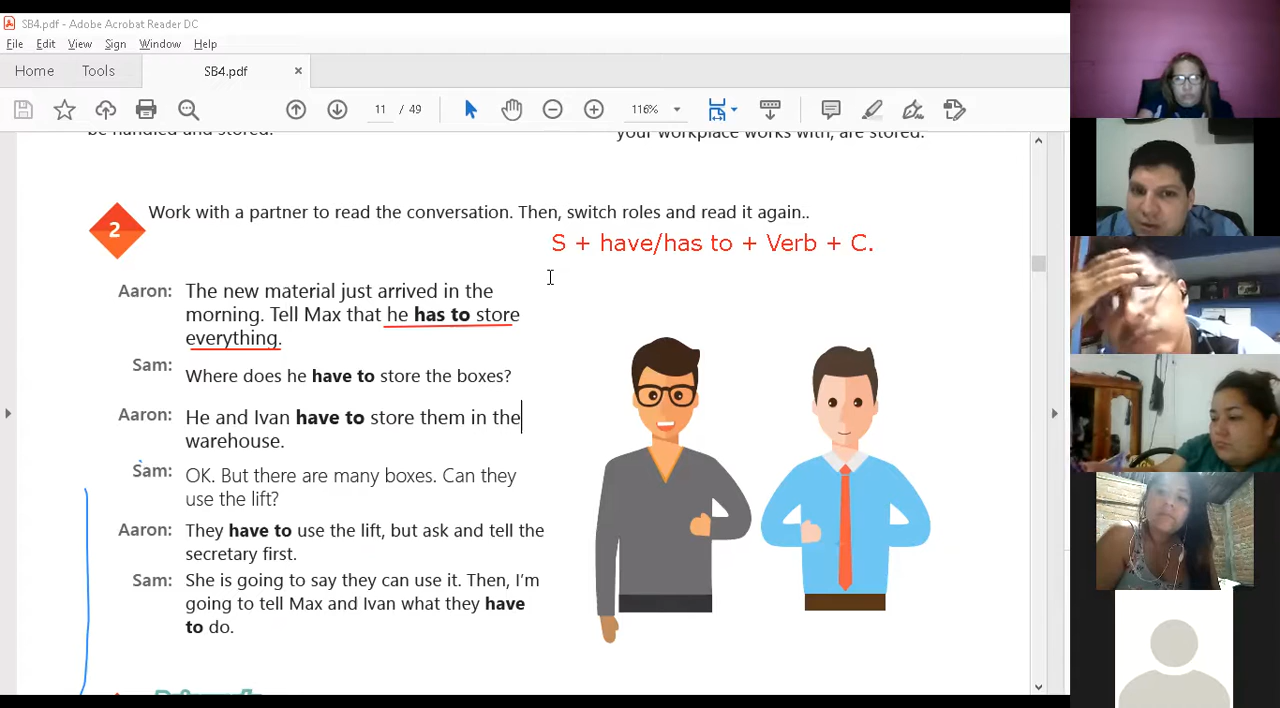 SB4.pdf - Adobe Acrobat Reader DC
File Edit View Sign Window Help
Home Tools SB4.pdf ×
11 / 49 116%
be handled and stored.
your workplace works with, are stored.
2 Work with a partner to read the conversation. Then, switch roles and read it again..
S + have/has to + Verb + C.
Aaron: The new material just arrived in the
morning. Tell Max that he has to store
everything.
Sam: Where does he have to store the boxes?
Aaron: He and Ivan have to store them in the
warehouse.
Sam: OK. But there are many boxes. Can they
use the lift?
Aaron: They have to use the lift, but ask and tell the
secretary first.
Sam: She is going to say they can use it. Then, I'm
going to tell Max and Ivan what they have
to do.